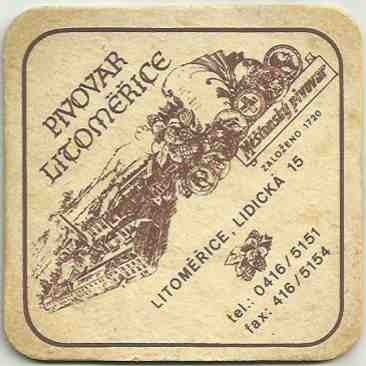 PIVOVAR
LITOMĚŘICE
Měšťanský pivovar
ZALOŽENO 1720
LITOMĚŘICE, LIDICKÁ 15
tel.: 0416/5151
fax: 416/5154